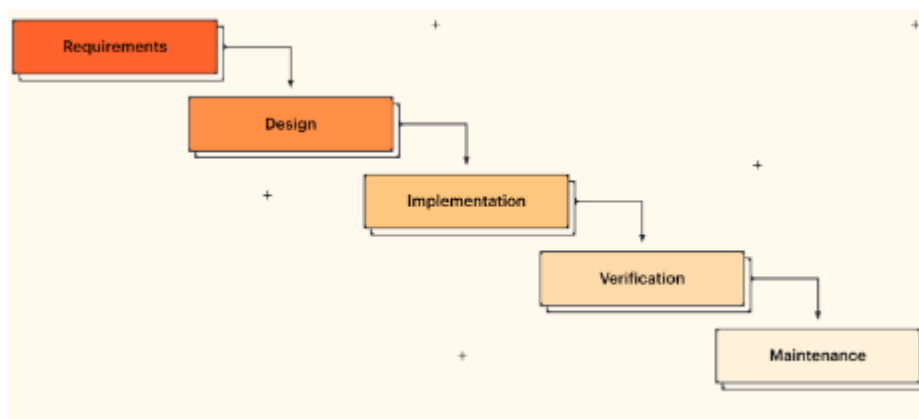 Requirements
Design
Implementation
Verification
Maintenance